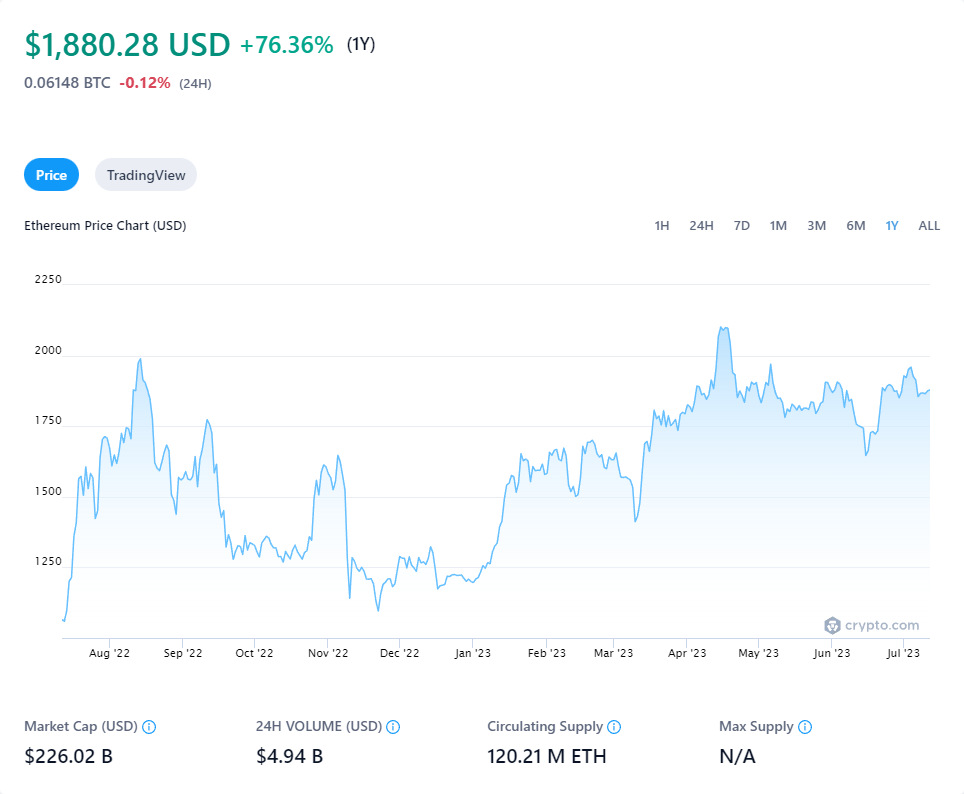 $1,880.28 USD +76.36% (1Y)
0.06148 BTC -0.12% (24H)
Price TradingView
Ethereum Price Chart (USD) 1H 24H 7D 1M 3M 6M 1Y ALL
2250
2000
1750
1500
1250
crypto.com
Aug '22 Sep '22 Oct '22 Nov '22 Dec '22 Jan '23 Feb '23 Mar '23 Apr '23 May '23 Jun '23 Jul '23
Market Cap (USD) 24H VOLUME (USD) Circulating Supply Max Supply
$226.02 B $4.94 B 120.21 M ETH N/A